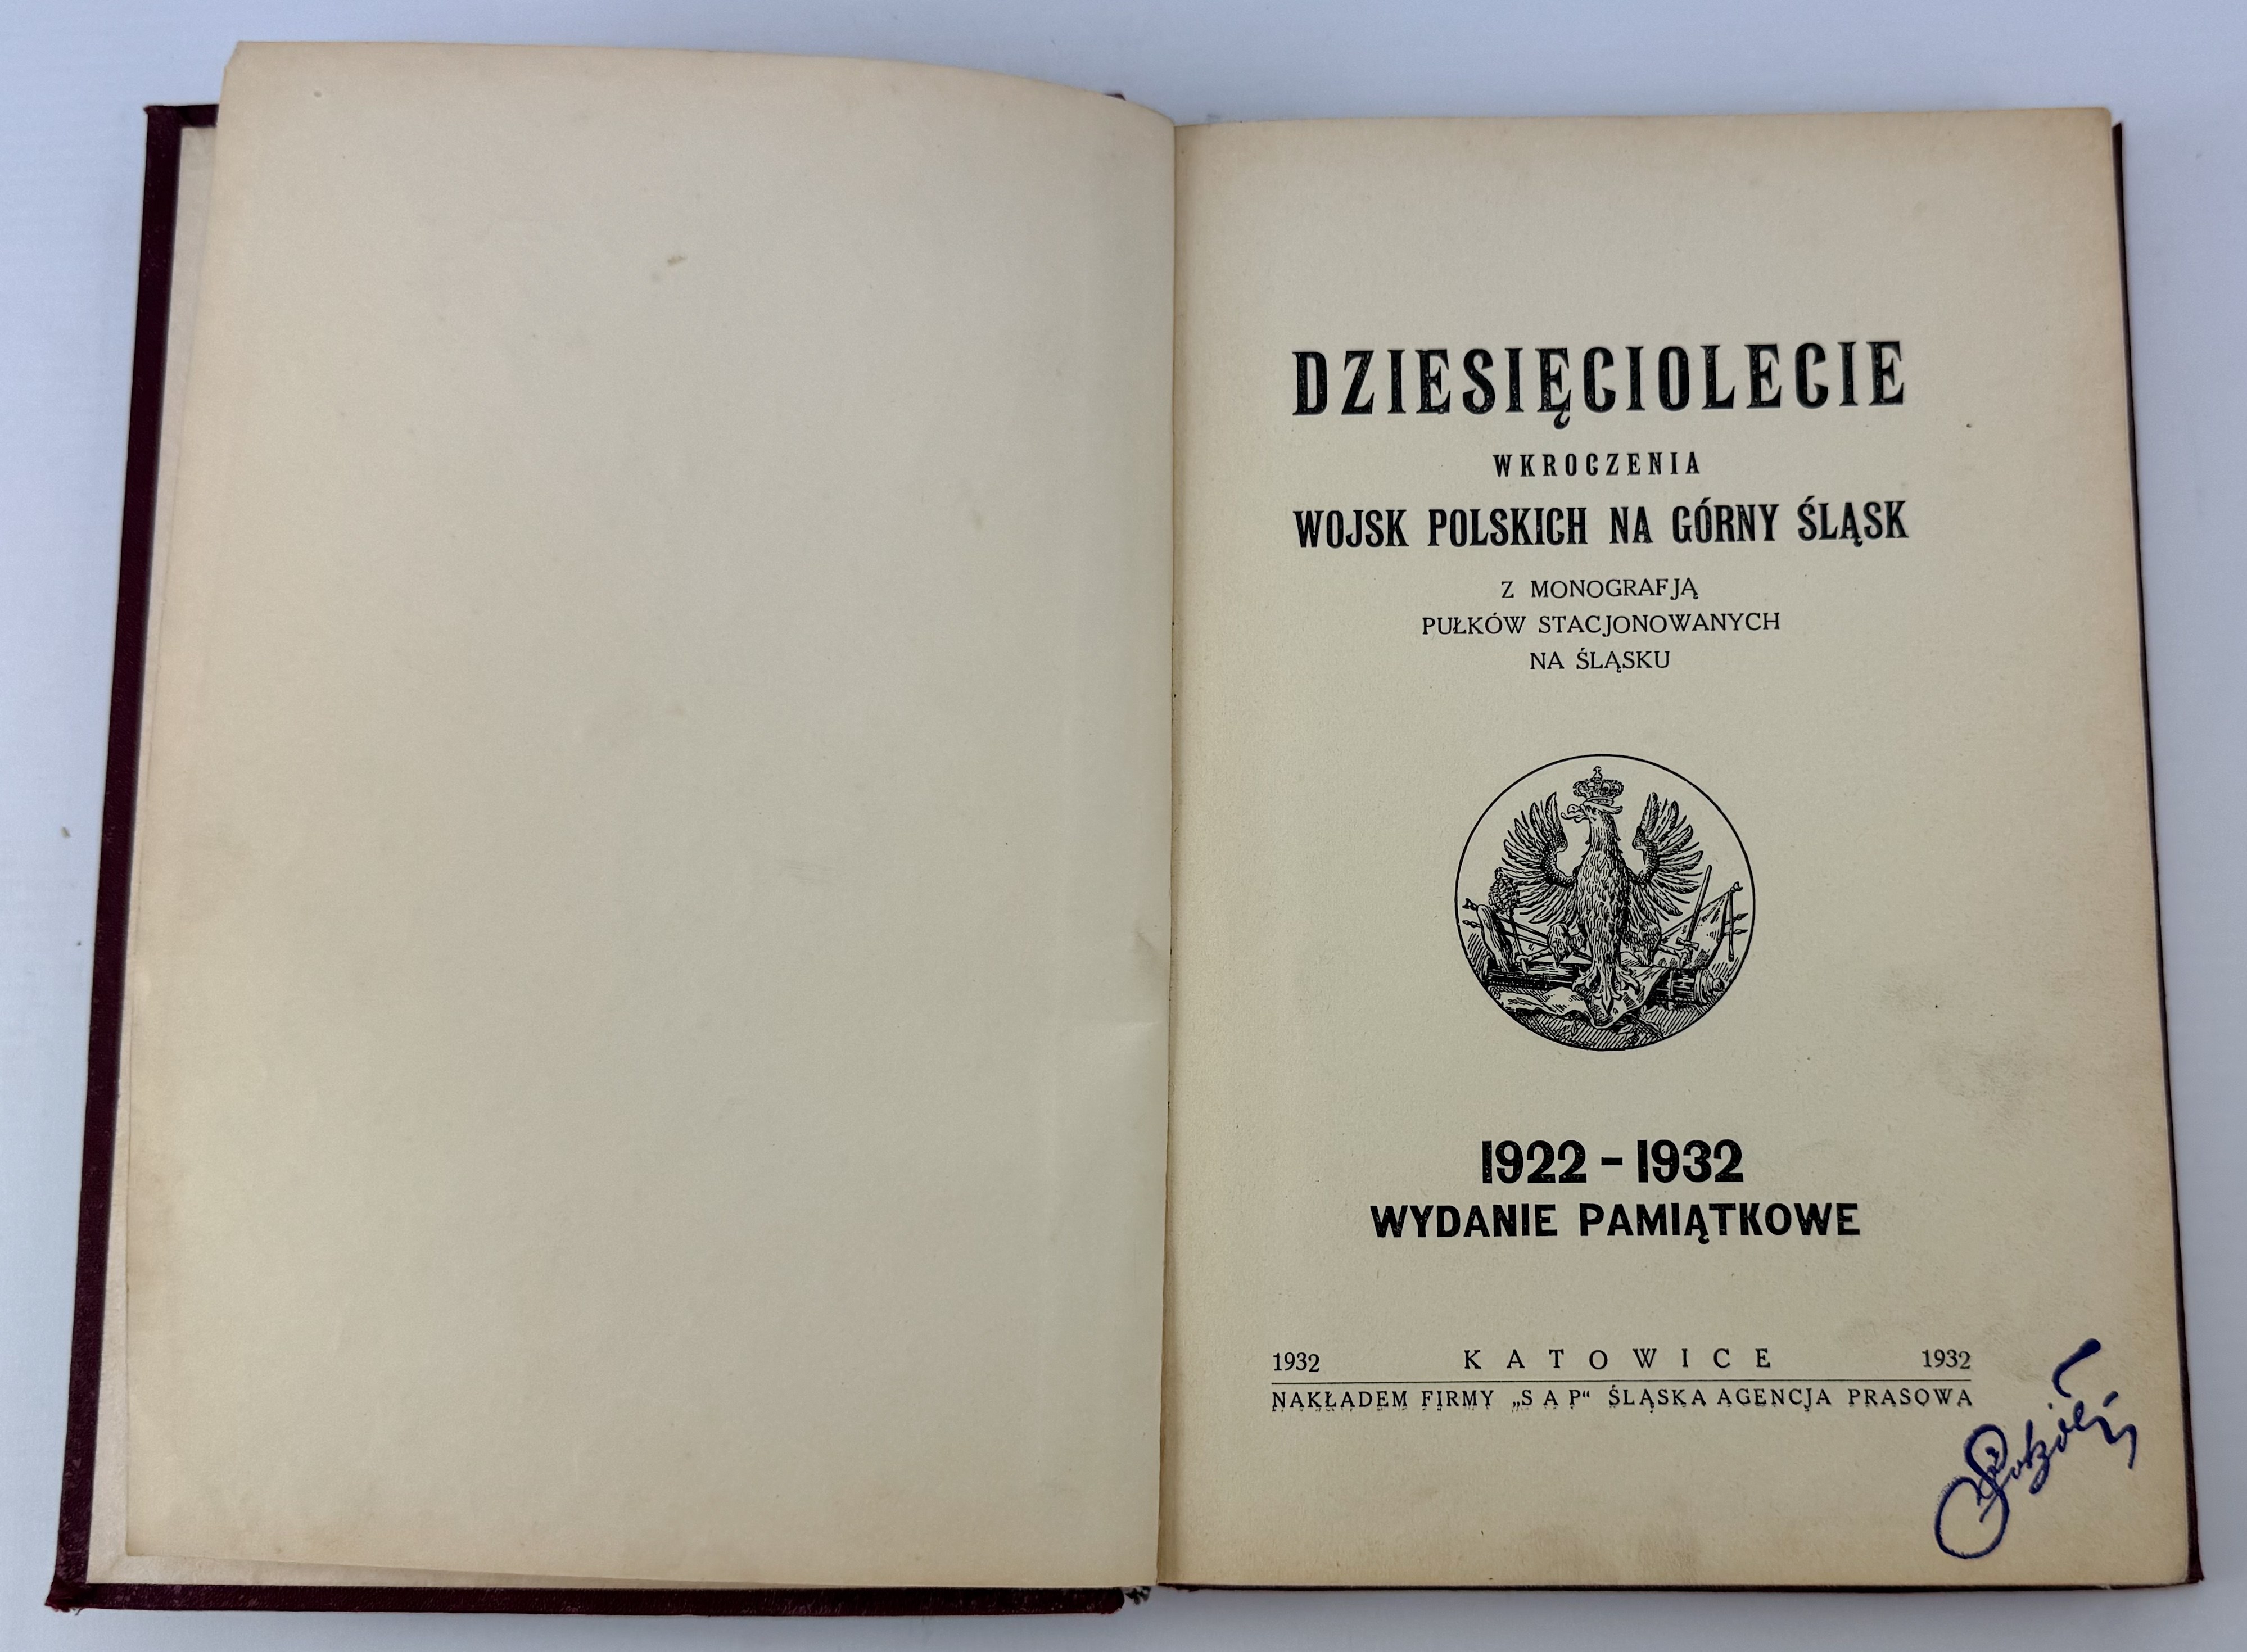 DZIESIĘCIOLECIE
WKROCZENIA
WOJSK POLSKICH NA GÓRNY ŚLĄSK
Z MONOGRAFJĄ
PUŁKÓW STACJONOWANYCH
NA ŚLĄSKU
1922 - 1932
WYDANIE PAMIĄTKOWE
1932 KATOWICE 1932
NAKŁADEM FIRMY „S A P“ ŚLĄSKA AGENCJA PRASOWA